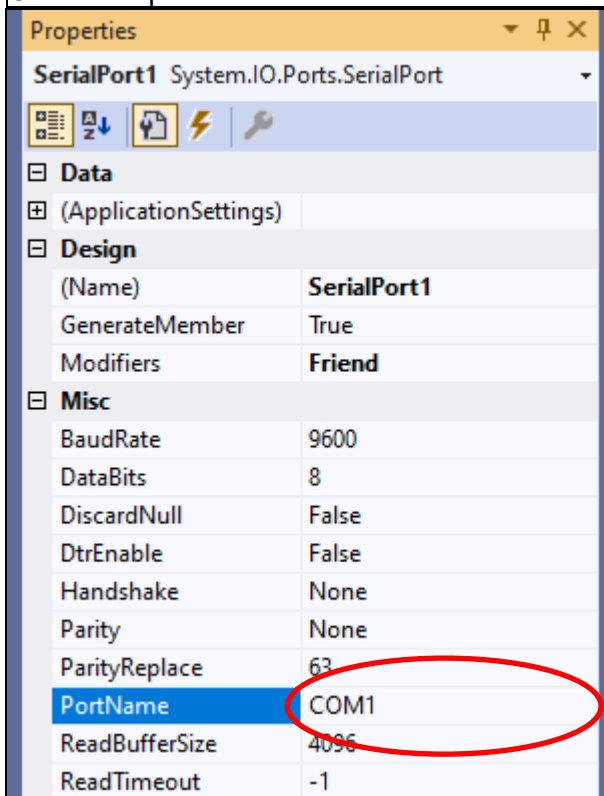 Properties
SerialPort1 System.IO.Ports.SerialPort
Data
(ApplicationSettings)
Design
(Name) SerialPort1
GenerateMember True
Modifiers Friend
Misc
BaudRate 9600
DataBits 8
DiscardNull False
DtrEnable False
Handshake None
Parity None
ParityReplace 63
PortName COM1
ReadBufferSize 4096
ReadTimeout -1